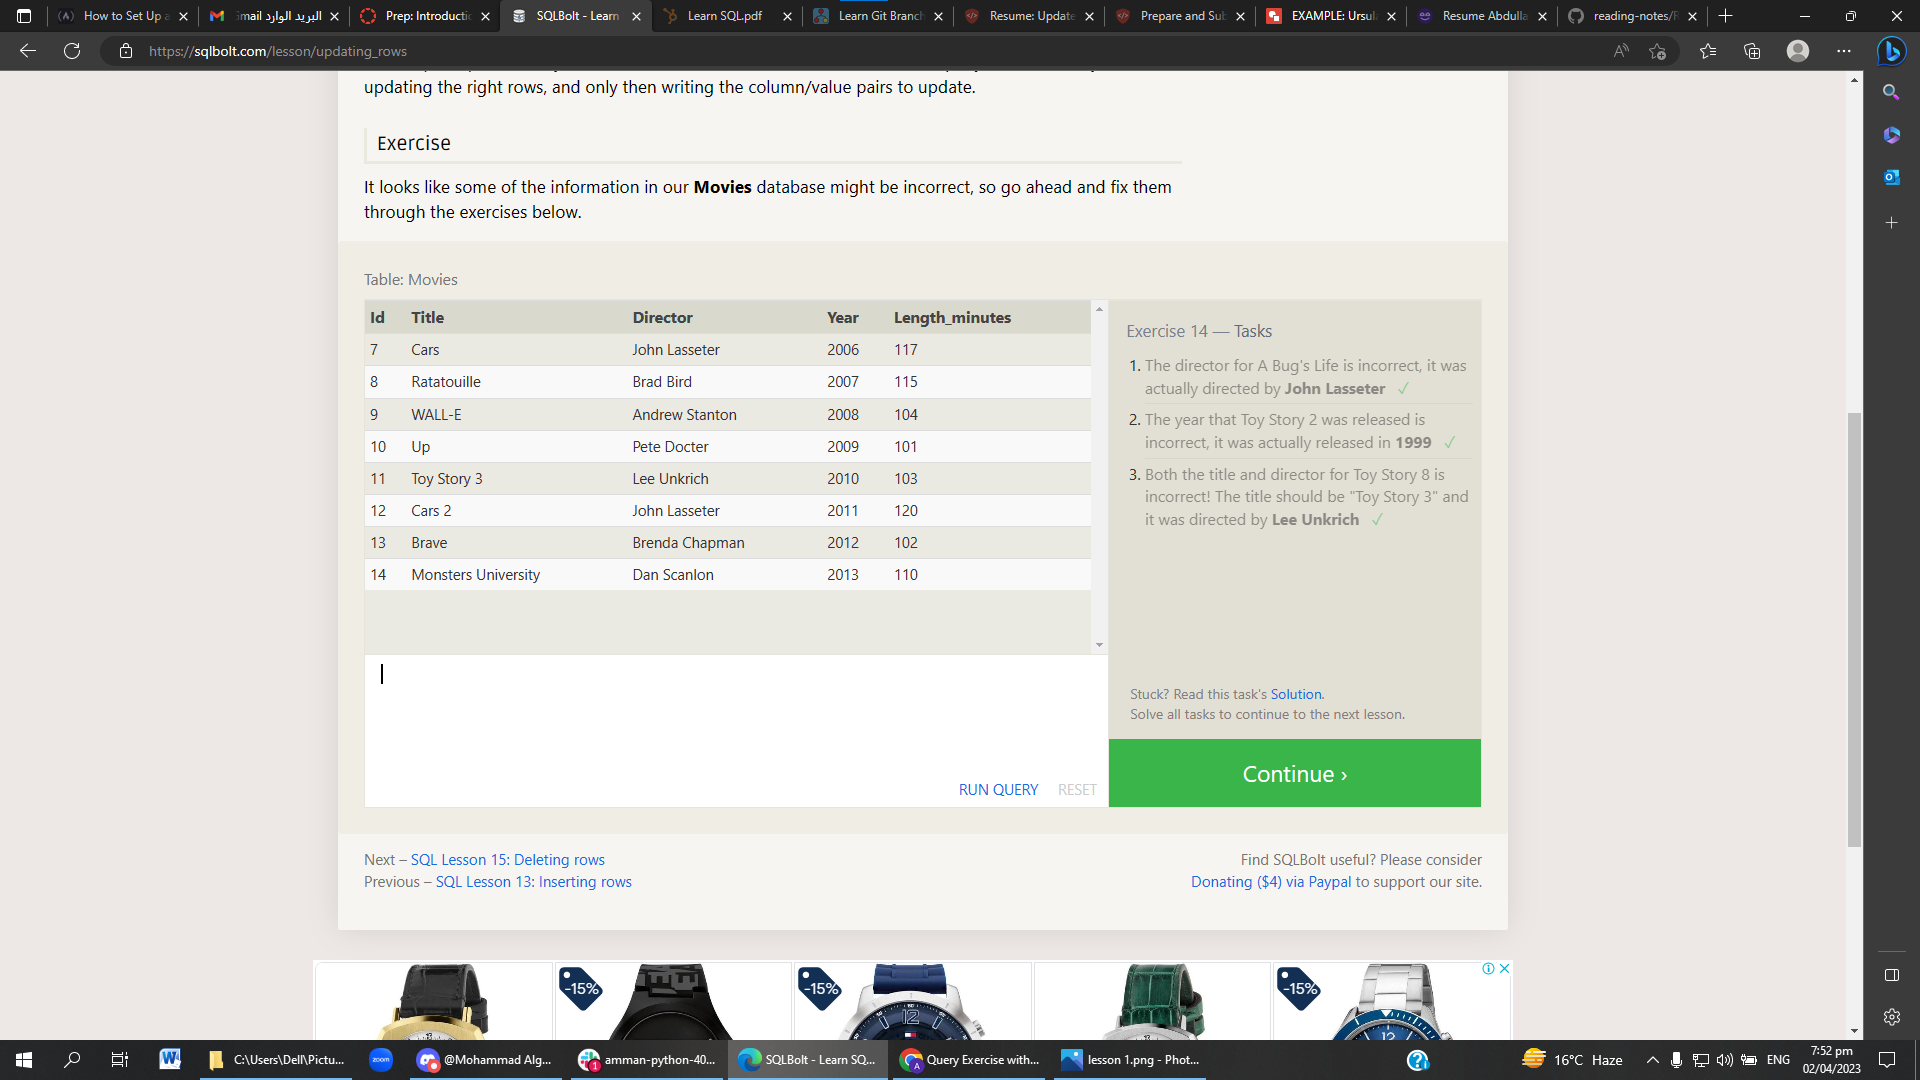 How to Set Up a
البريد الوارد Gmail
Prep: Introductic
SQLBolt - Learn
Learn SQL.pdf
Learn Git Branch
Resume: Update
Prepare and Sub
EXAMPLE: Ursula
Resume Abdulla
reading-notes/R
https://sqlbolt.com/lesson/updating_rows
updating the right rows, and only then writing the column/value pairs to update.
Exercise
It looks like some of the information in our Movies database might be incorrect, so go ahead and fix them
through the exercises below.
Table: Movies
Id Title Director Year Length_minutes
7 Cars John Lasseter 2006 117
8 Ratatouille Brad Bird 2007 115
9 WALL-E Andrew Stanton 2008 104
10 Up Pete Docter 2009 101
11 Toy Story 3 Lee Unkrich 2010 103
12 Cars 2 John Lasseter 2011 120
13 Brave Brenda Chapman 2012 102
14 Monsters University Dan Scanlon 2013 110
RUN QUERY RESET
Exercise 14 — Tasks
1. The director for A Bug's Life is incorrect, it was
actually directed by John Lasseter ✓
2. The year that Toy Story 2 was released is
incorrect, it was actually released in 1999 ✓
3. Both the title and director for Toy Story 8 is
incorrect! The title should be "Toy Story 3" and
it was directed by Lee Unkrich ✓
Stuck? Read this task's Solution.
Solve all tasks to continue to the next lesson.
Continue ›
Next – SQL Lesson 15: Deleting rows
Previous – SQL Lesson 13: Inserting rows
Find SQLBolt useful? Please consider
Donating ($4) via Paypal to support our site.
-15%
-15%
-15%
12
12
zoom
C:\Users\Dell\Pictu...
@Mohammad Alg...
1
amman-python-40...
SQLBolt - Learn SQ...
Query Exercise with...
lesson 1.png - Phot...
16°C Haze
ENG
7:52 pm
02/04/2023